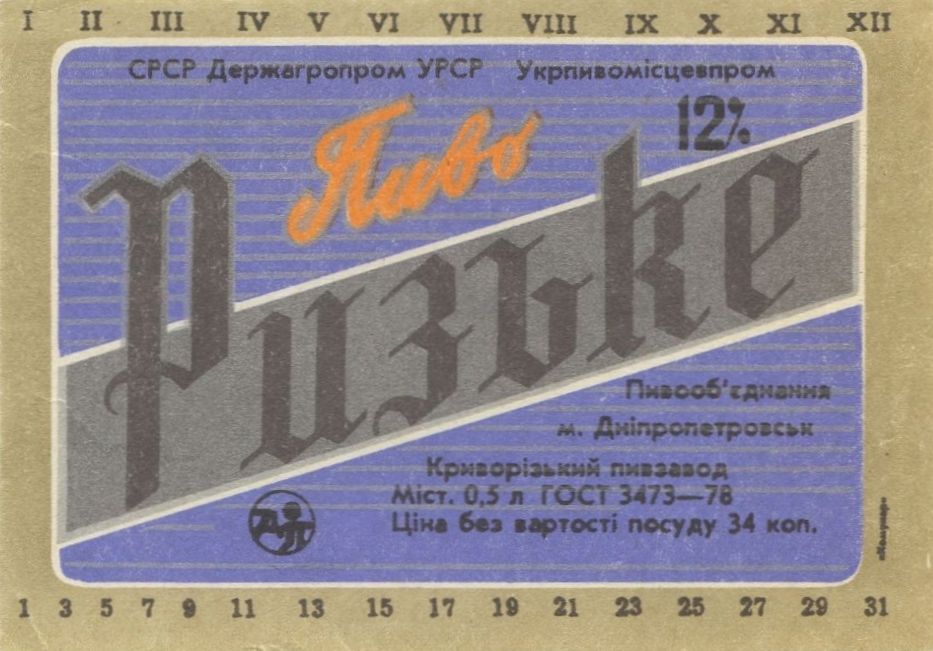 I II III IV V VI VII VIII IX X XI XII
СРСР Держагропром УРСР Укрпивомісцевпром
Пиво
12%
Ризьке
Пивооб'єднання
м. Дніпропетровськ
Криворізький пивзавод
Міст. 0,5 л ГОСТ 3473—78
Ціна без вартості посуду 34 коп.
ДП
«Комунар»
1 3 5 7 9 11 13 15 17 19 21 23 25 27 29 31